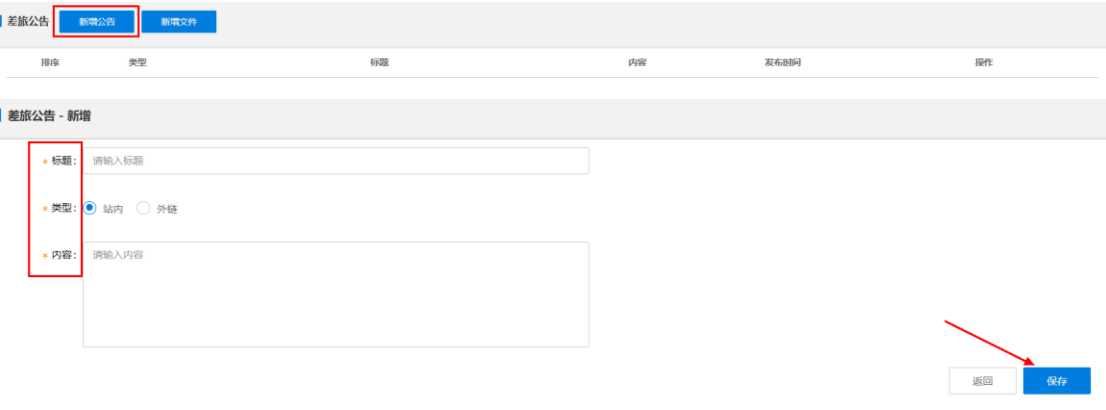 差旅公告 新增公告 新增文件
排序 类型 标题 内容 发布时间 操作
差旅公告 - 新增
* 标题: 请输入标题
* 类型: 站内 外链
* 内容: 请输入内容
返回 保存